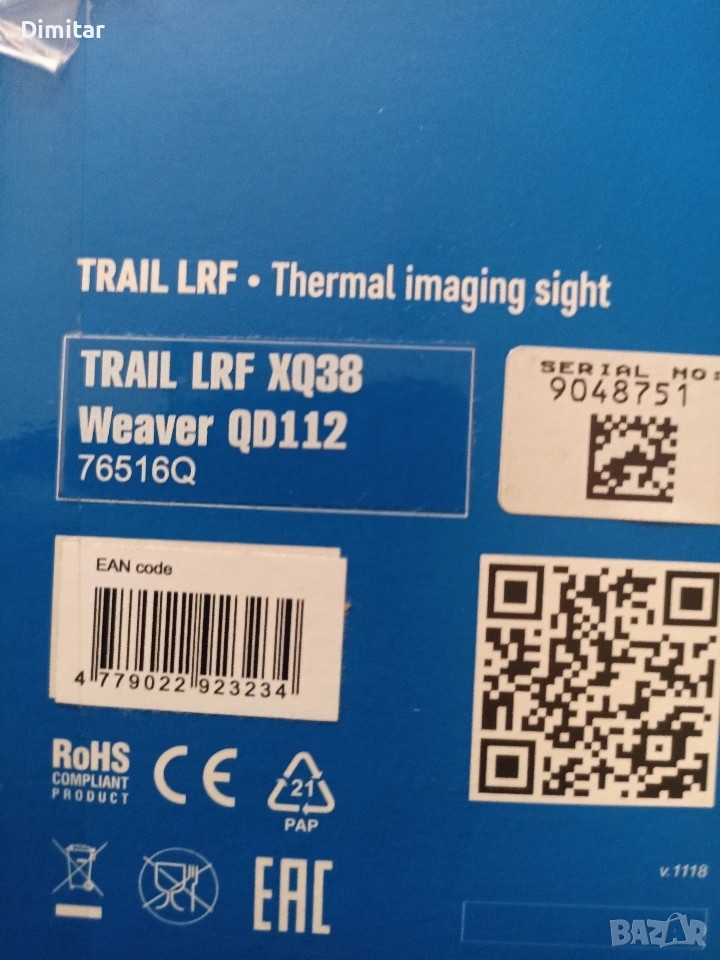 Dimitar
TRAIL LRF • Thermal imaging sight
TRAIL LRF XQ38
Weaver QD112
76516Q
SERIAL NO:
9048751
EAN code
4 779022 923234
RoHS
COMPLIANT
PRODUCT
CE
21
PAP
EAC
v.1118
BAZAR